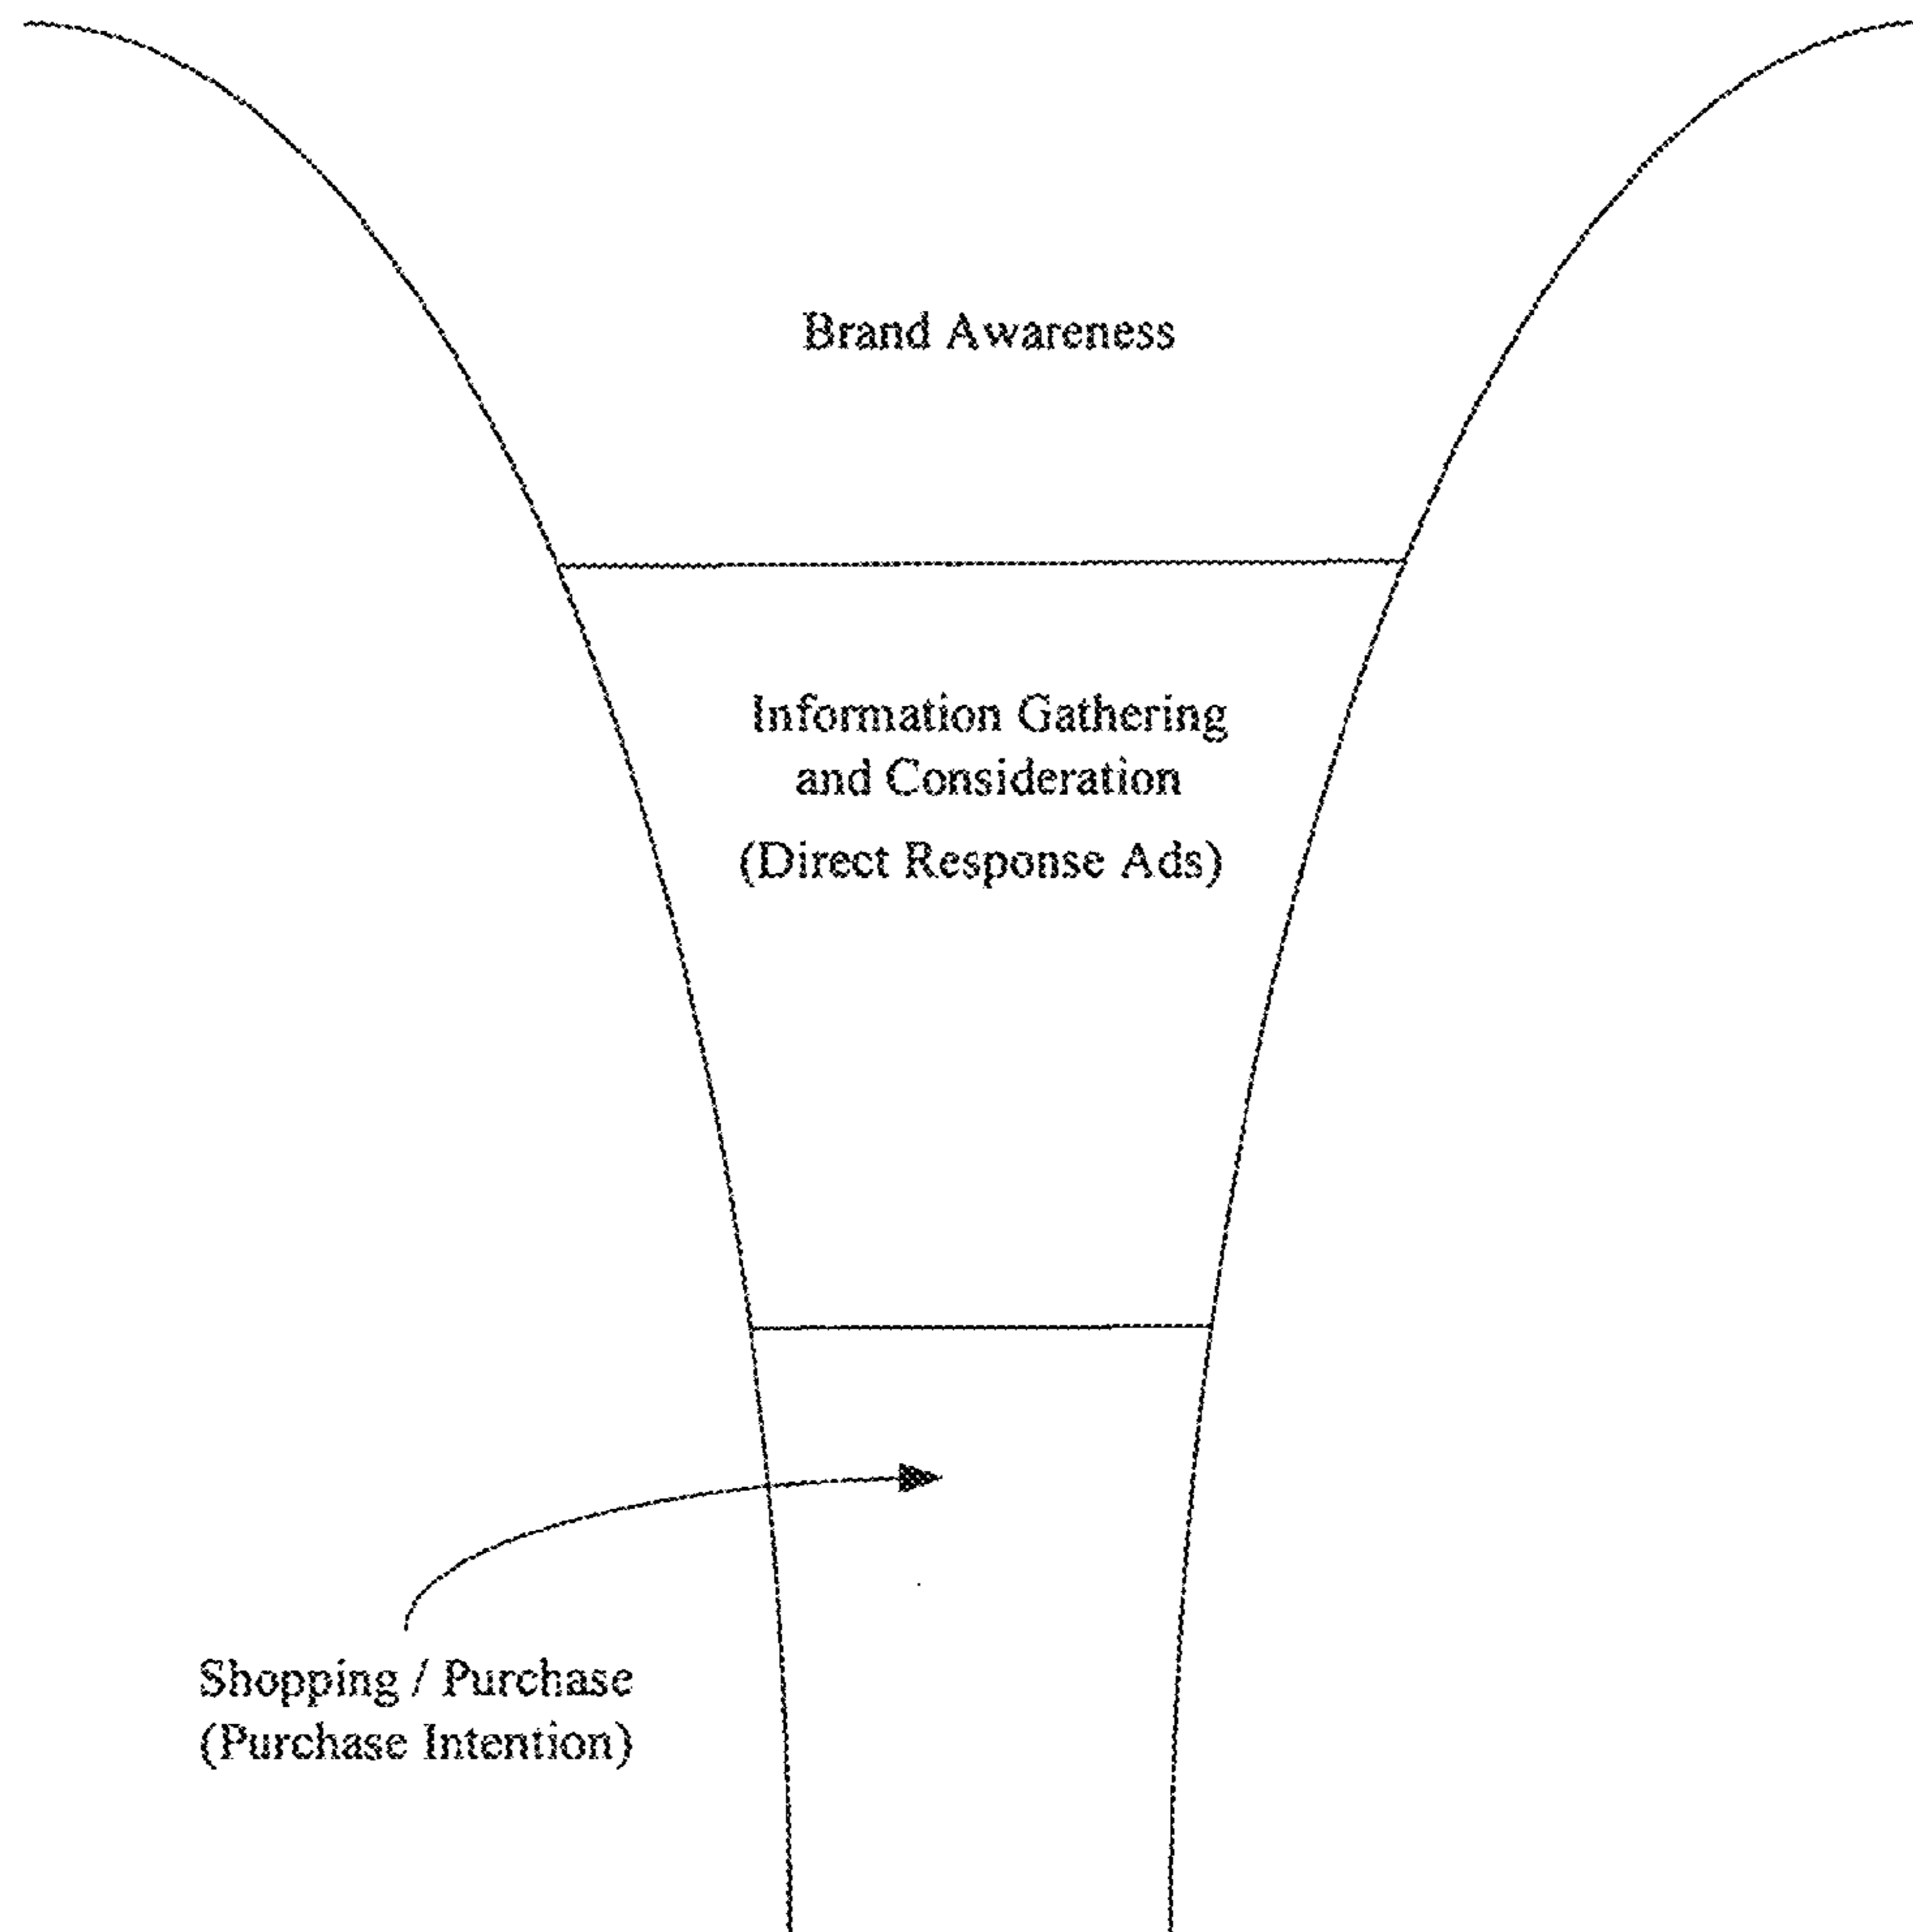 Brand Awareness
Information Gathering
and Consideration
(Direct Response Ads)
Shopping / Purchase
(Purchase Intention)